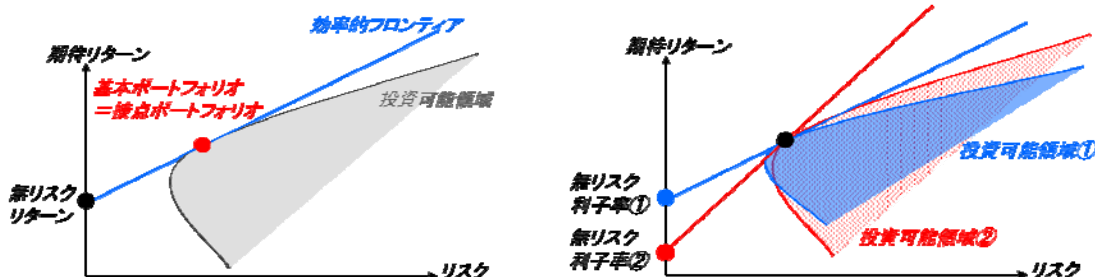 効率的フロンティア
期待リターン
基本ポートフォリオ
＝接点ポートフォリオ
投資可能領域
無リスク
リターン
リスク
期待リターン
投資可能領域①
無リスク
利子率①
無リスク
利子率②
投資可能領域②
リスク